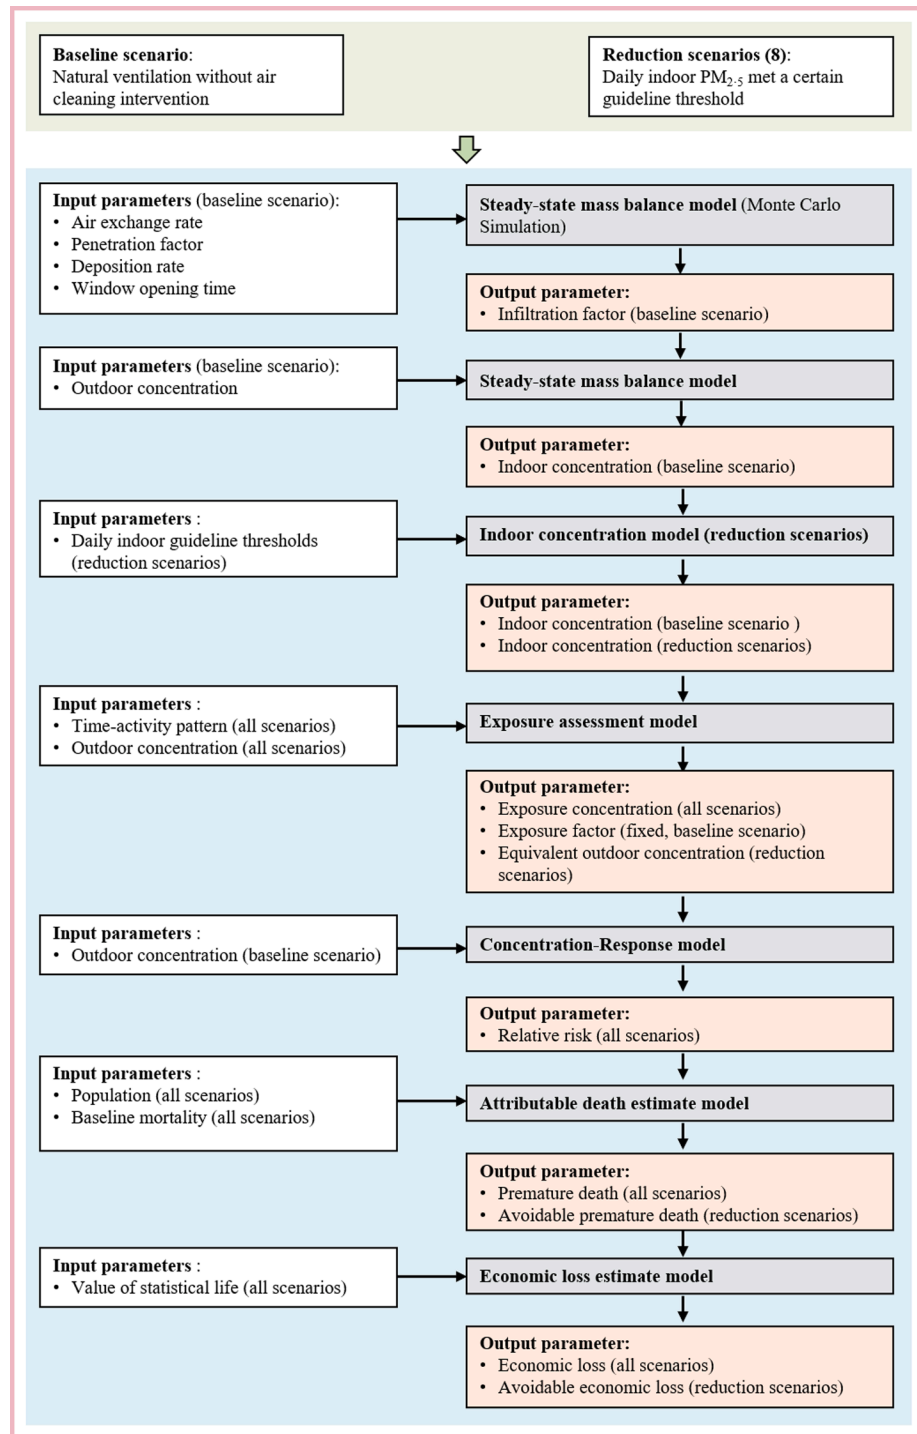 Baseline scenario:
Natural ventilation without air
cleaning intervention
Reduction scenarios (8):
Daily indoor PM2.5 met a certain
guideline threshold
Input parameters (baseline scenario):
• Air exchange rate
• Penetration factor
• Deposition rate
• Window opening time
Steady-state mass balance model (Monte Carlo
Simulation)
Output parameter:
• Infiltration factor (baseline scenario)
Input parameters (baseline scenario):
• Outdoor concentration
Steady-state mass balance model
Output parameter:
• Indoor concentration (baseline scenario)
Input parameters :
• Daily indoor guideline thresholds
(reduction scenarios)
Indoor concentration model (reduction scenarios)
Output parameter:
• Indoor concentration (baseline scenario )
• Indoor concentration (reduction scenarios)
Input parameters :
• Time-activity pattern (all scenarios)
• Outdoor concentration (all scenarios)
Exposure assessment model
Output parameter:
• Exposure concentration (all scenarios)
• Exposure factor (fixed, baseline scenario)
• Equivalent outdoor concentration (reduction
scenarios)
Input parameters :
• Outdoor concentration (baseline scenario)
Concentration-Response model
Output parameter:
• Relative risk (all scenarios)
Input parameters :
• Population (all scenarios)
• Baseline mortality (all scenarios)
Attributable death estimate model
Output parameter:
• Premature death (all scenarios)
• Avoidable premature death (reduction scenarios)
Input parameters :
• Value of statistical life (all scenarios)
Economic loss estimate model
Output parameter:
• Economic loss (all scenarios)
• Avoidable economic loss (reduction scenarios)